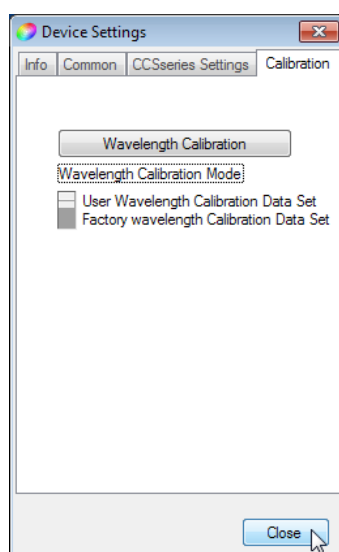 Device Settings
Info Common CCSseries Settings Calibration
Wavelength Calibration
Wavelength Calibration Mode
User Wavelength Calibration Data Set
Factory wavelength Calibration Data Set
Close